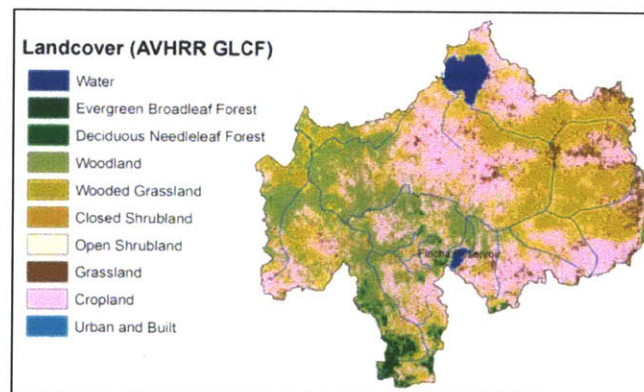 Landcover (AVHRR GLCF)
Water
Evergreen Broadleaf Forest
Deciduous Needleleaf Forest
Woodland
Wooded Grassland
Closed Shrubland
Open Shrubland
Grassland
Cropland
Urban and Built